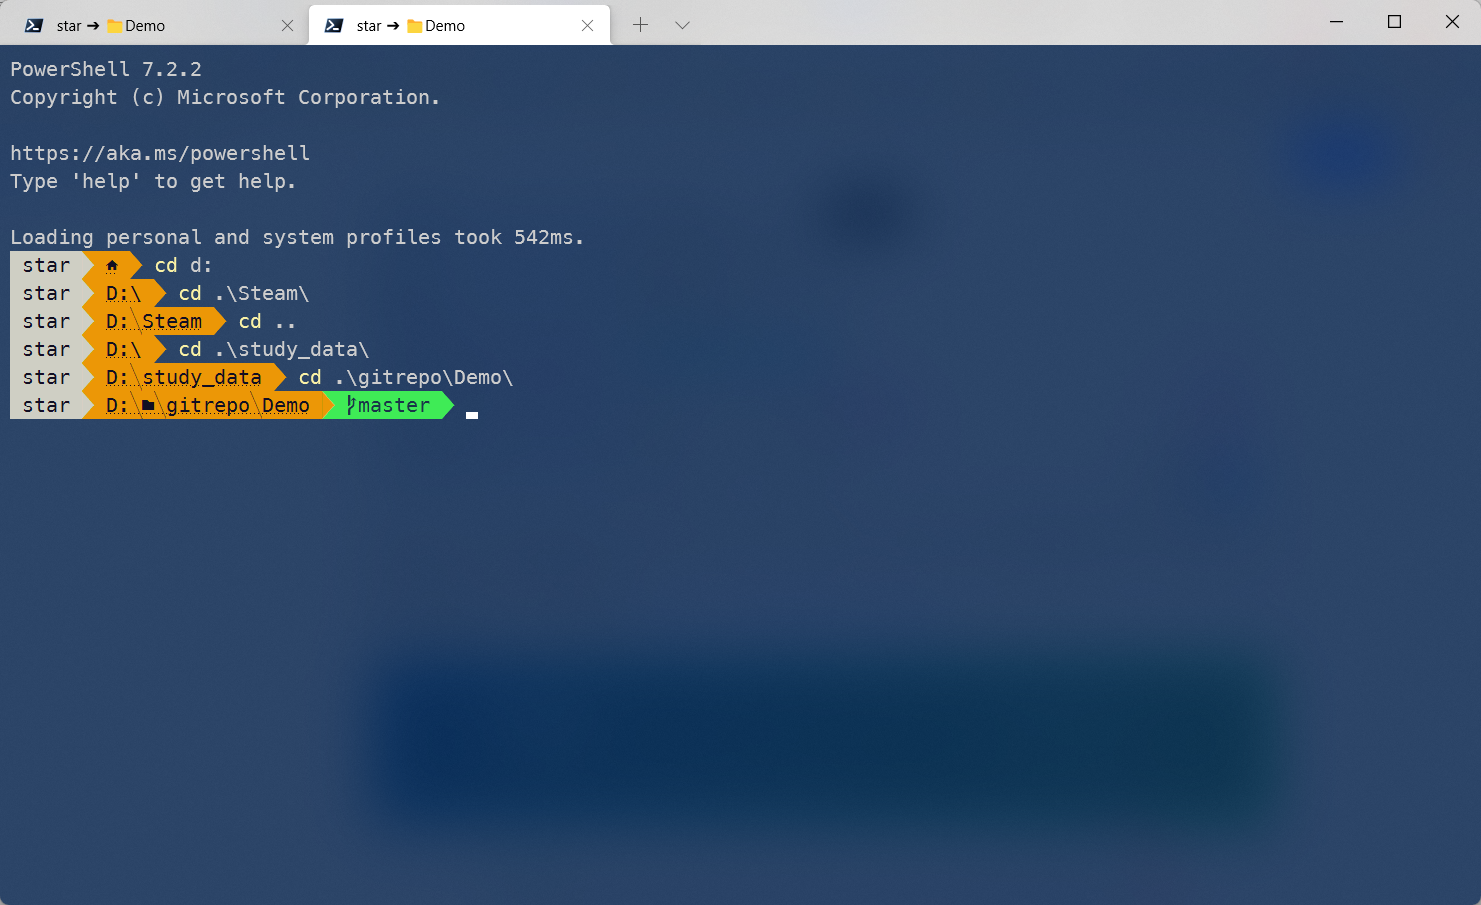 star ➔ 📁Demo
star ➔ 📁Demo
PowerShell 7.2.2
Copyright (c) Microsoft Corporation.
https://aka.ms/powershell
Type 'help' to get help.
Loading personal and system profiles took 542ms.
star cd d:
star D:\ cd .\Steam\
star D:\Steam cd ..
star D:\ cd .\study_data\
star D:\study_data cd .\gitrepo\Demo\
star D:\ \gitrepo\Demo master